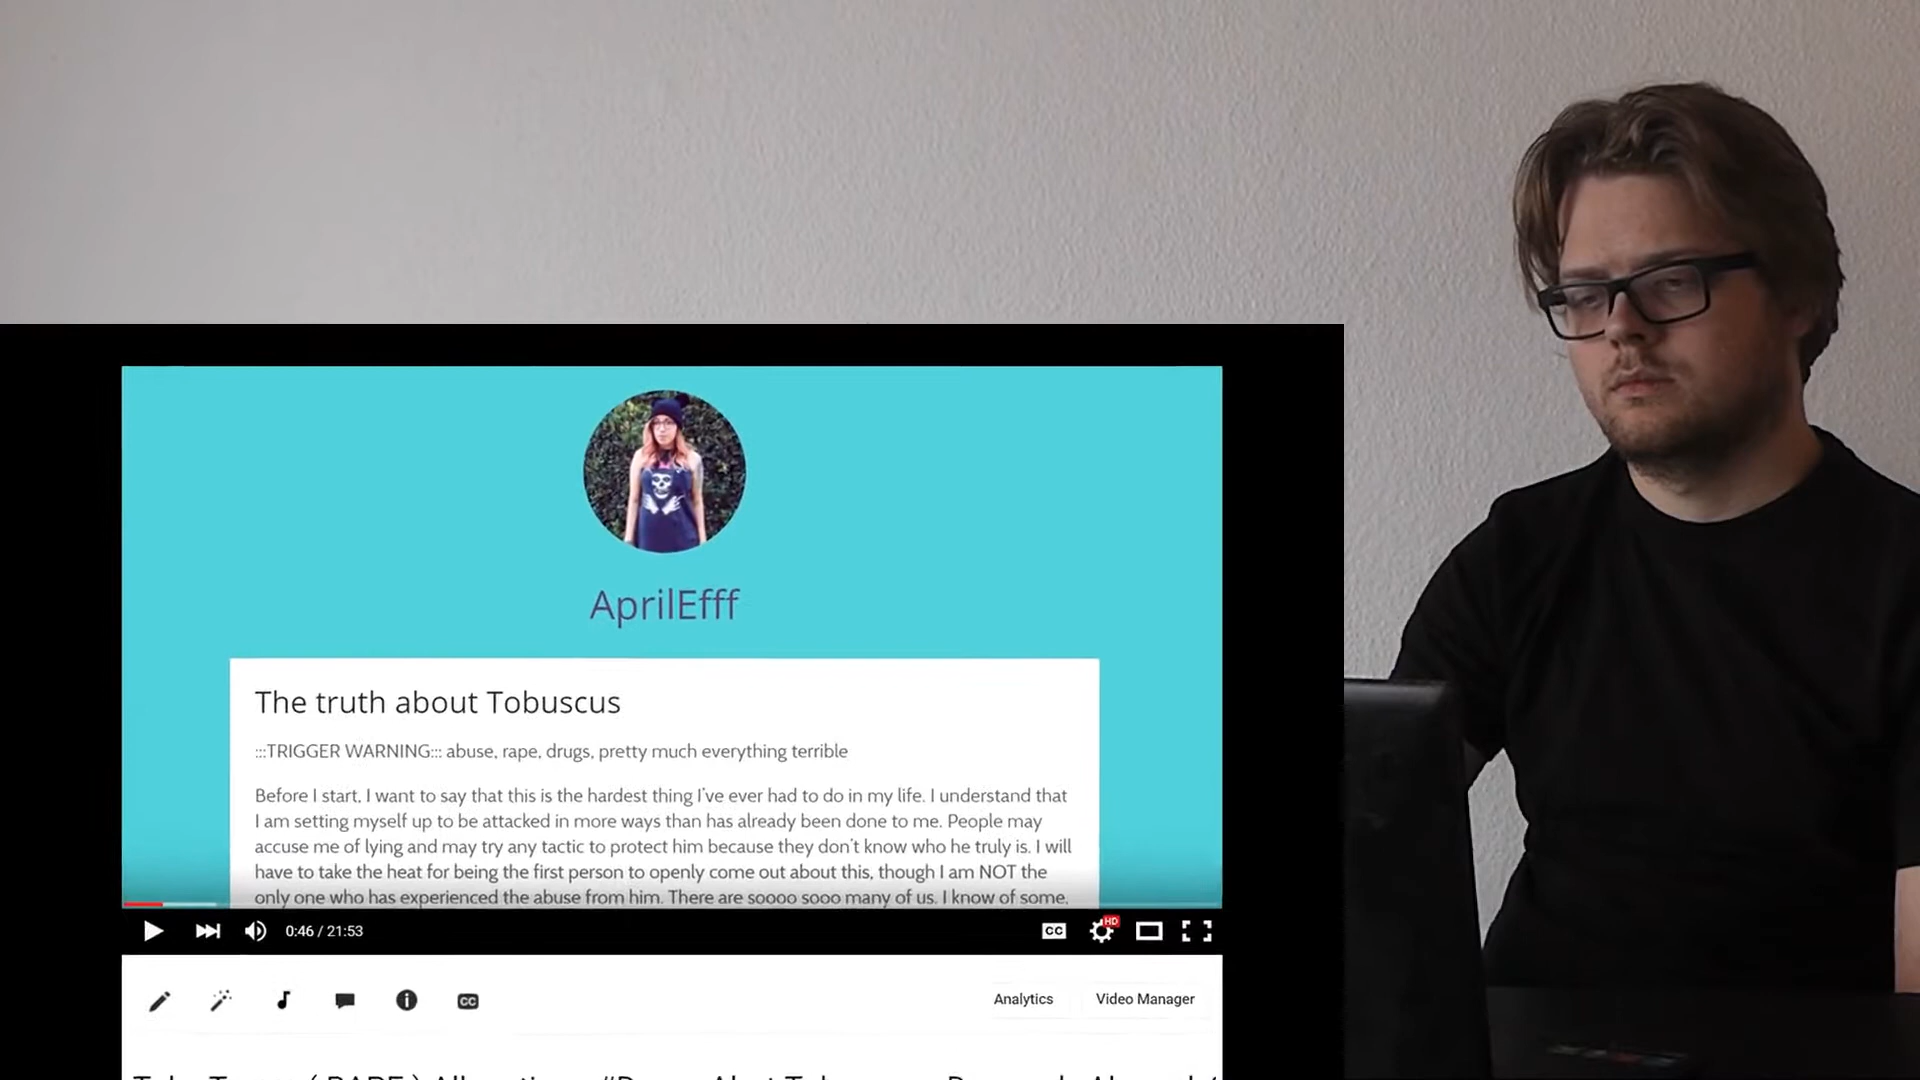 AprilEfff
The truth about Tobuscus
:::TRIGGER WARNING::: abuse, rape, drugs, pretty much everything terrible
Before I start, I want to say that this is the hardest thing I've ever had to do in my life. I understand that
I am setting myself up to be attacked in more ways than has already been done to me. People may
accuse me of lying and may try any tactic to protect him because they don't know who he truly is. I will
have to take the heat for being the first person to openly come out about this, though I am NOT the
only one who has experienced the abuse from him. There are soooo sooo many of us. I know of some,
0:46 / 21:53
CC
HD
CC
Analytics
Video Manager